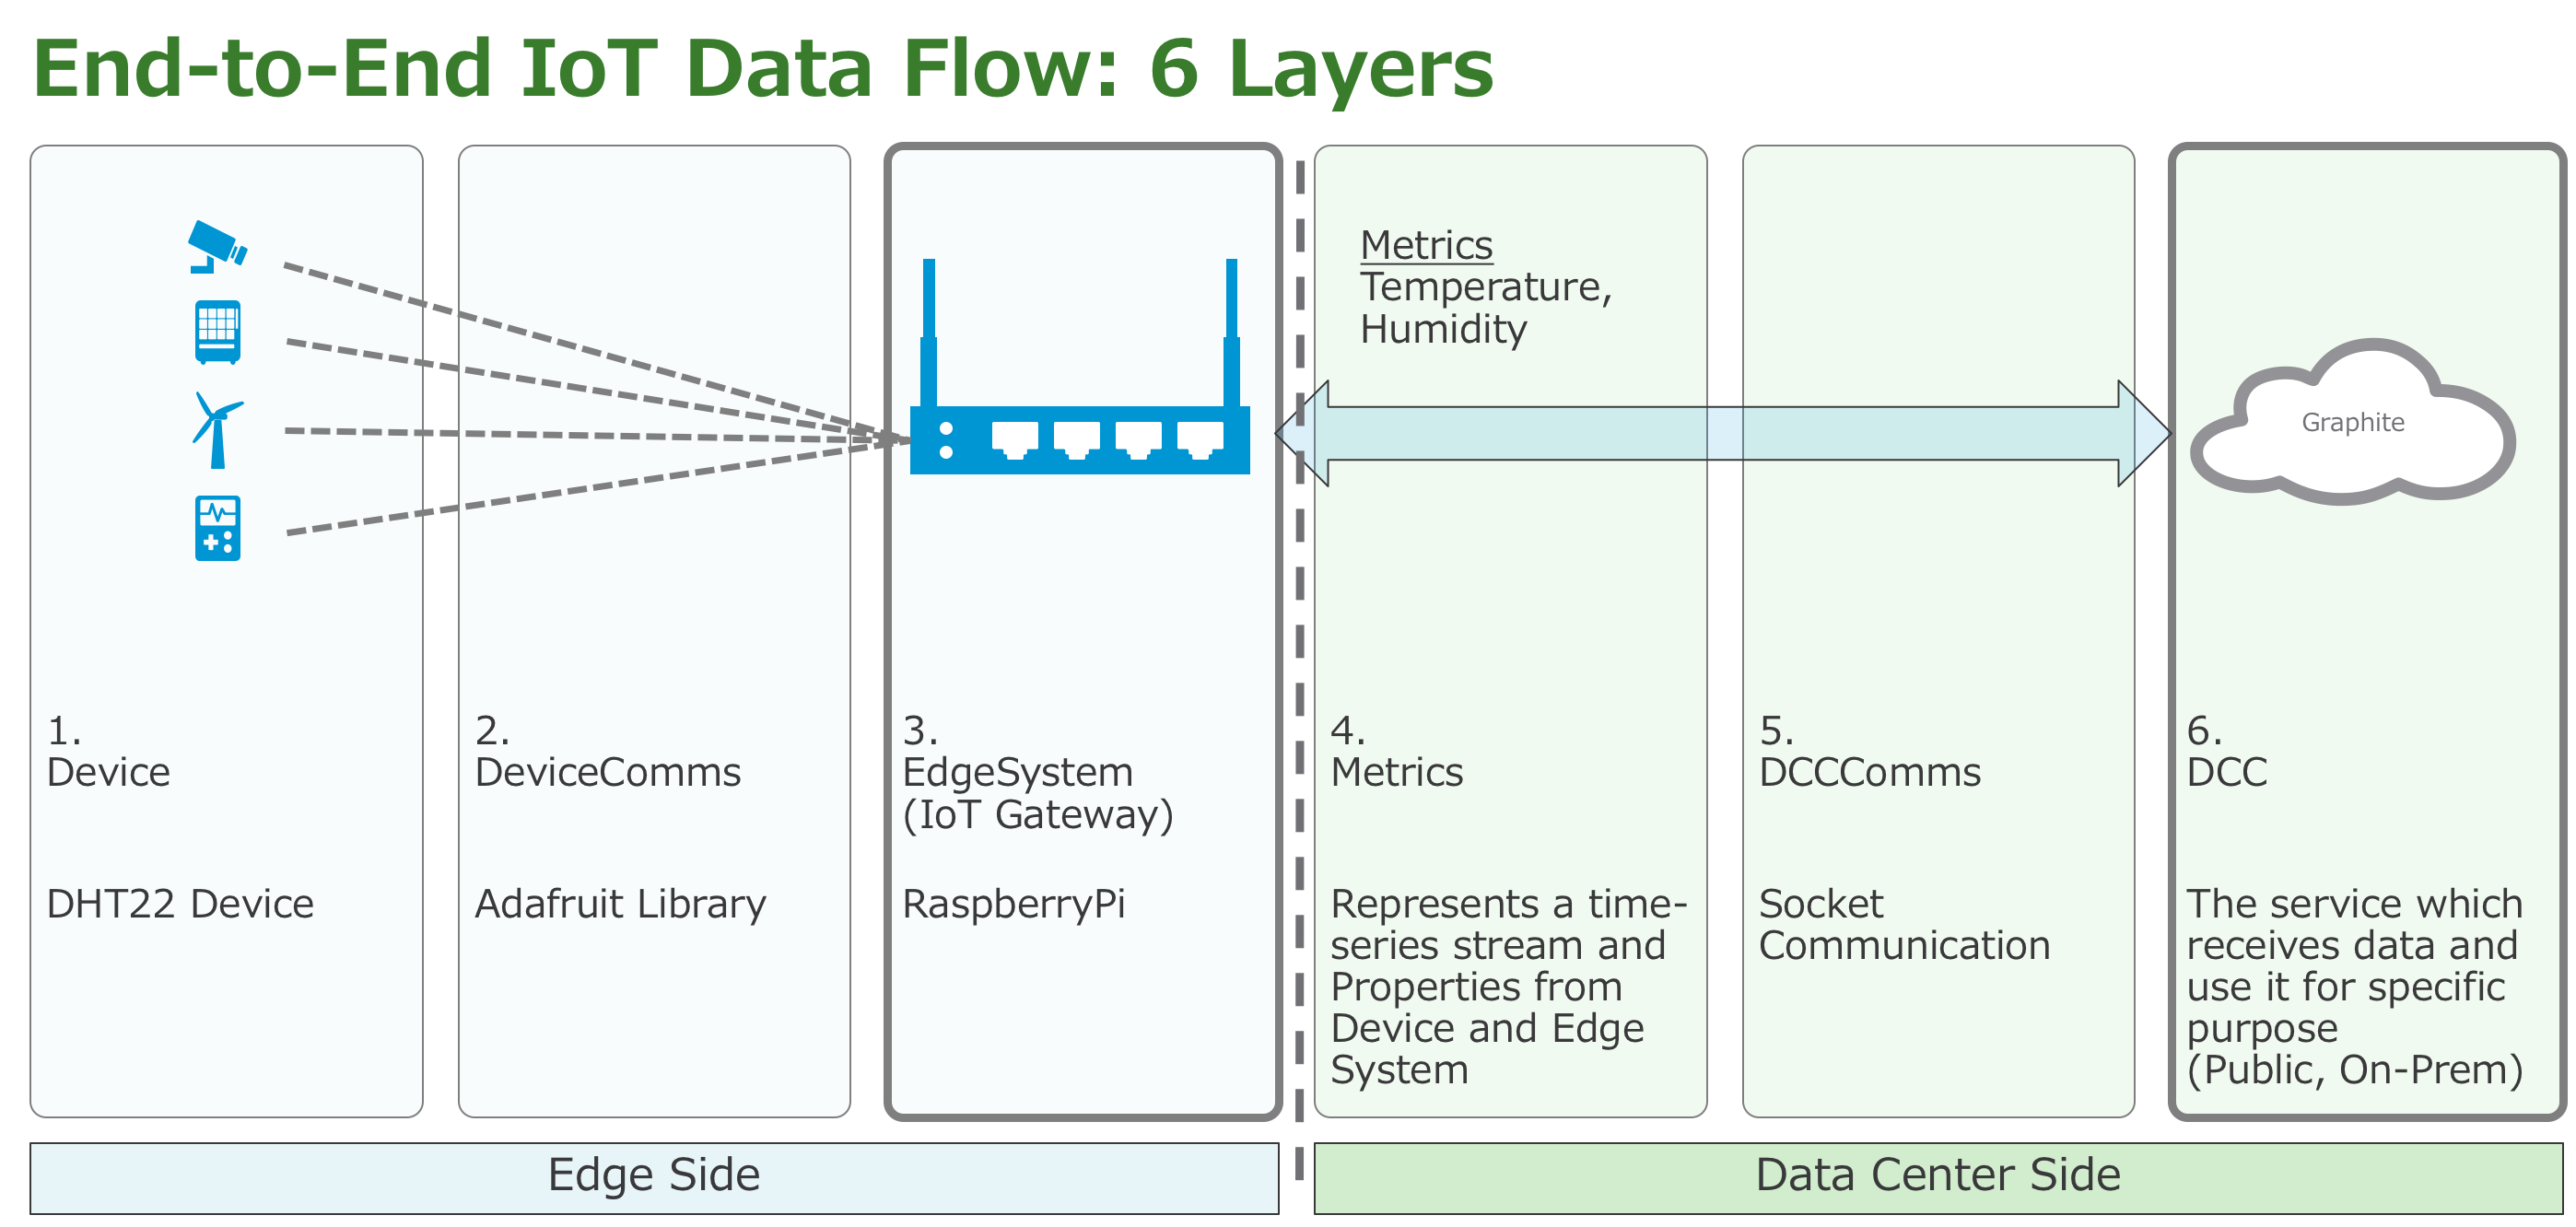 End-to-End IoT Data Flow: 6 Layers
Metrics
Temperature,
Humidity
Graphite
1.
Device
DHT22 Device
2.
DeviceComms
Adafruit Library
3.
EdgeSystem
(IoT Gateway)
RaspberryPi
4.
Metrics
Represents a time-
series stream and
Properties from
Device and Edge
System
5.
DCCComms
Socket
Communication
6.
DCC
The service which
receives data and
use it for specific
purpose
(Public, On-Prem)
Edge Side
Data Center Side